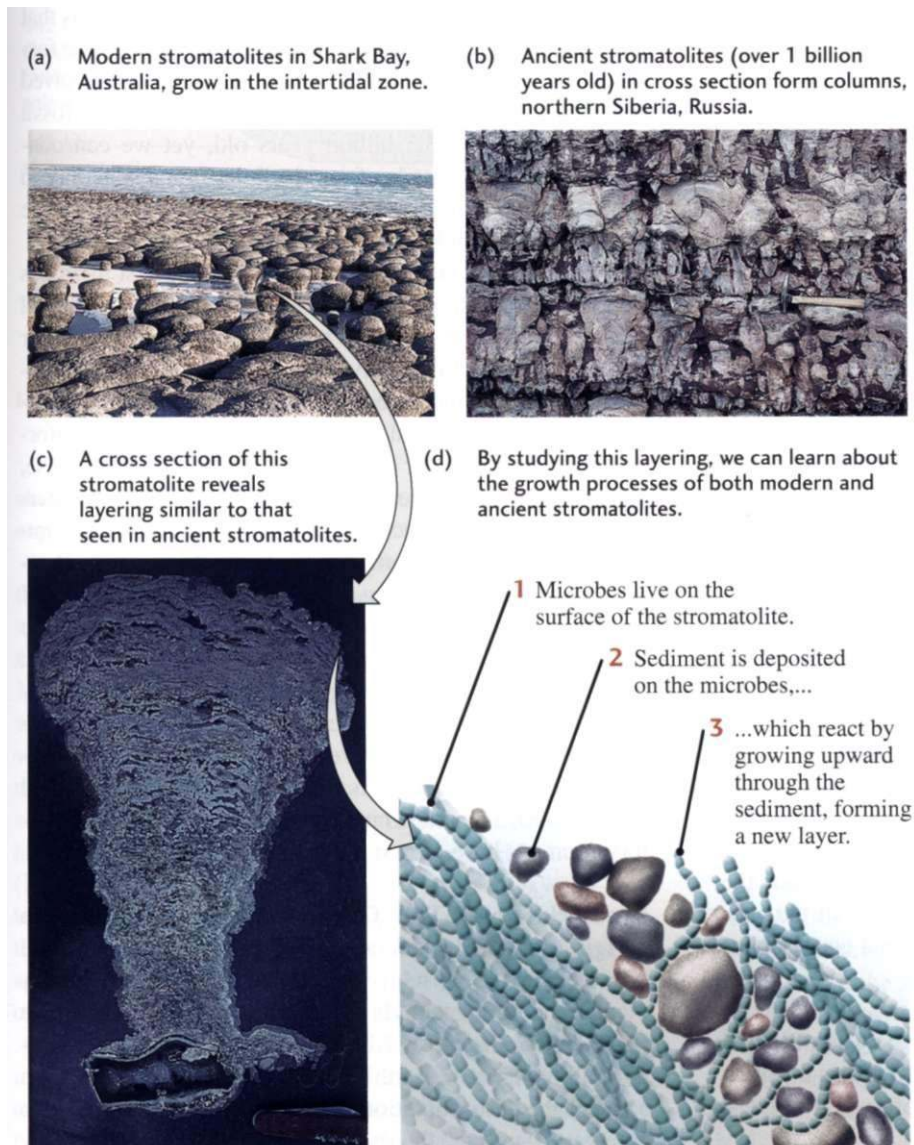 (a) Modern stromatolites in Shark Bay,
Australia, grow in the intertidal zone.
(b) Ancient stromatolites (over 1 billion
years old) in cross section form columns,
northern Siberia, Russia.
(c) A cross section of this
stromatolite reveals
layering similar to that
seen in ancient stromatolites.
(d) By studying this layering, we can learn about
the growth processes of both modern and
ancient stromatolites.
1 Microbes live on the
surface of the stromatolite.
2 Sediment is deposited
on the microbes,...
3 ...which react by
growing upward
through the
sediment, forming
a new layer.